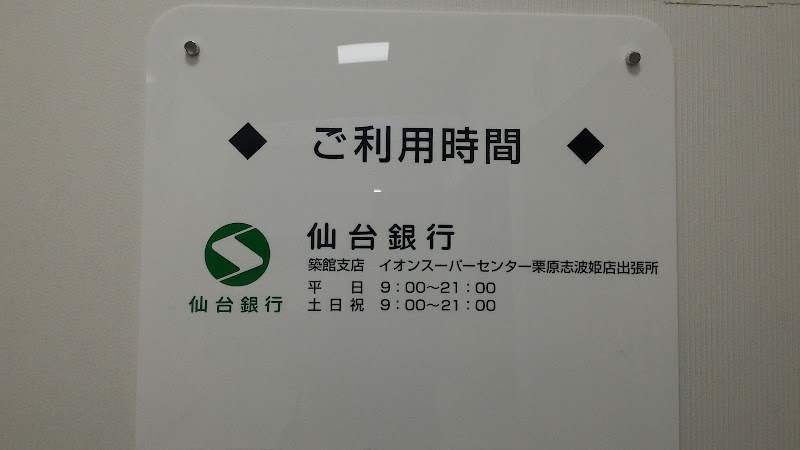 ◆ ご利用時間 ◆
仙台銀行
仙台銀行
築館支店 イオンスーパーセンター栗原志波姫店出張所
平日 9:00〜21:00
土日祝 9:00〜21:00